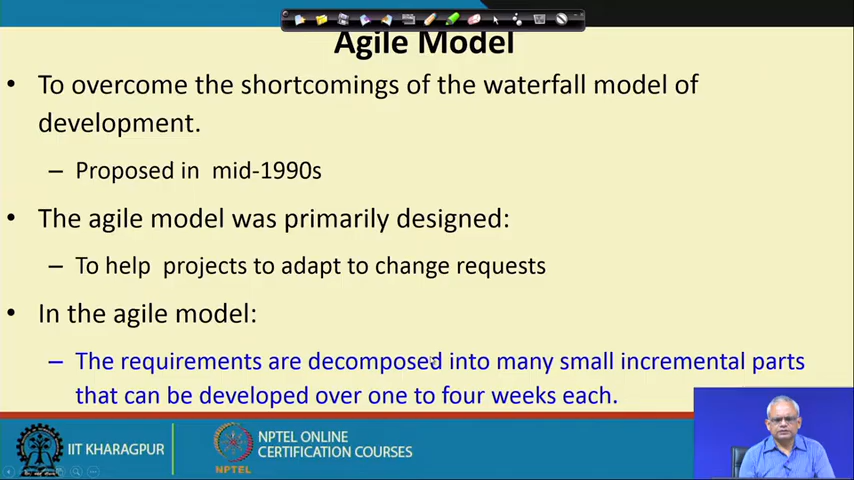 Agile Model
• To overcome the shortcomings of the waterfall model of
development.
– Proposed in mid-1990s
• The agile model was primarily designed:
– To help projects to adapt to change requests
• In the agile model:
– The requirements are decomposed into many small incremental parts
that can be developed over one to four weeks each.
IIT KHARAGPUR
NPTEL
NPTEL ONLINE
CERTIFICATION COURSES